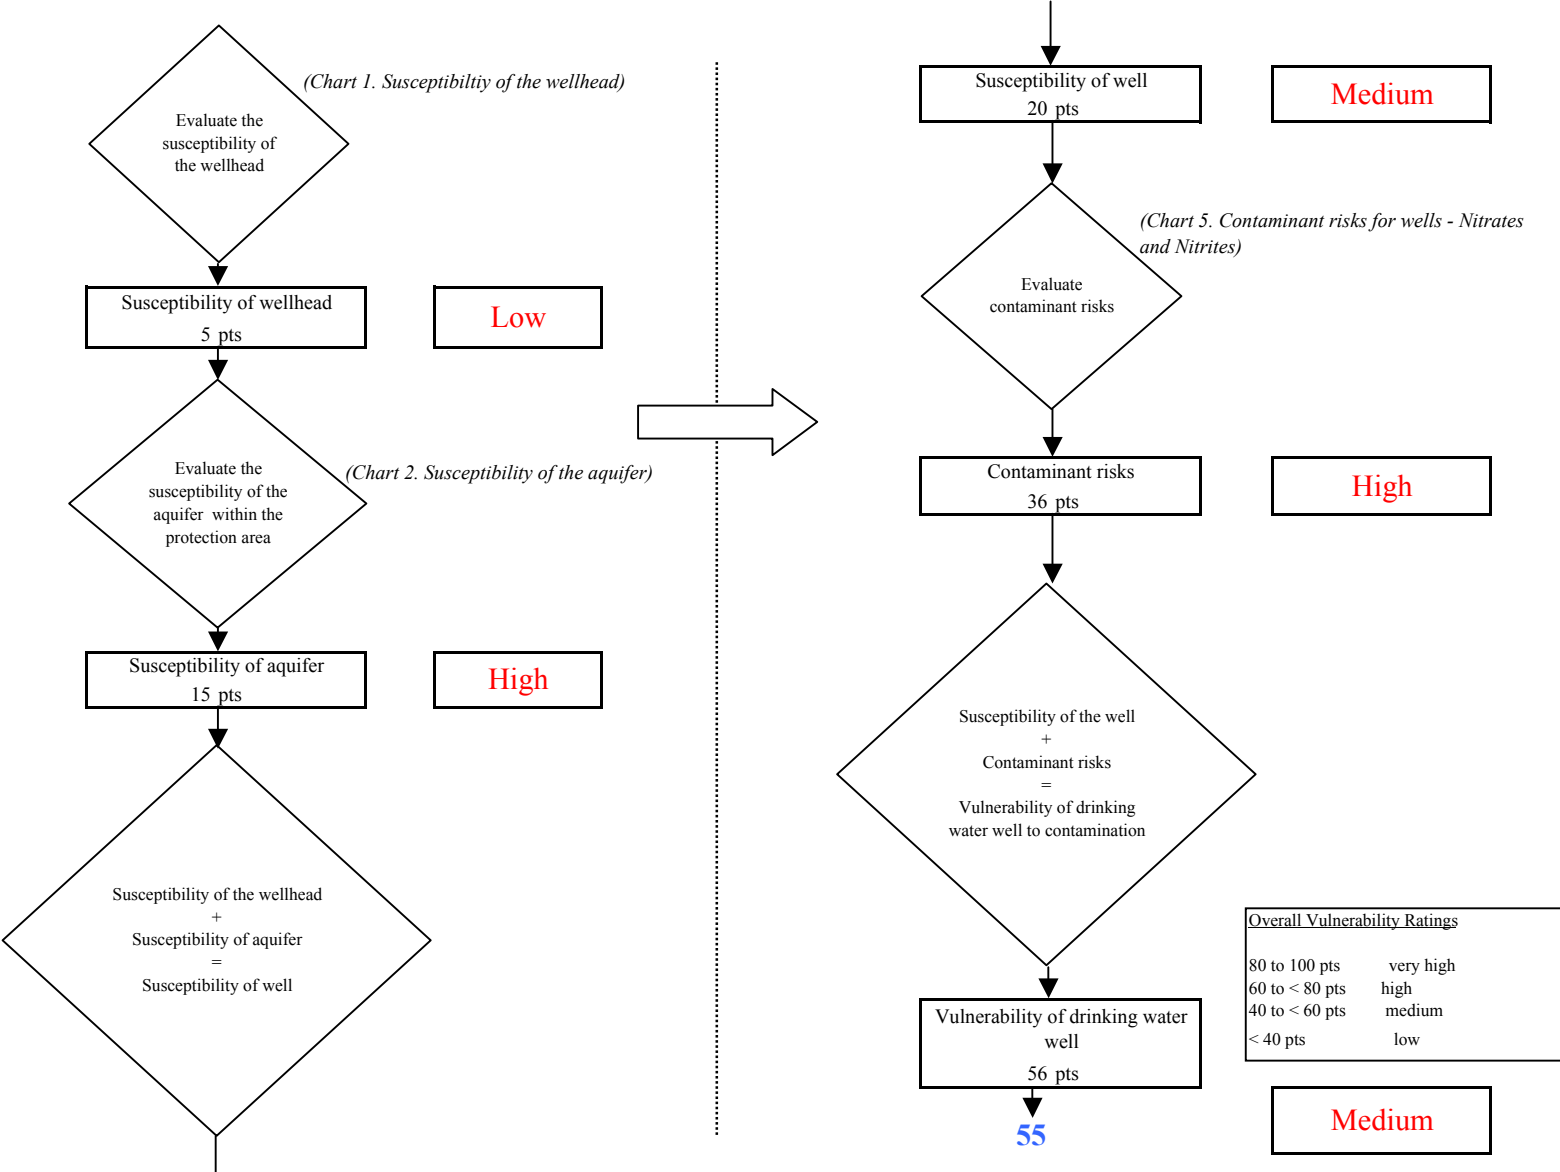 (Chart 1. Susceptibiltiy of the wellhead)
Evaluate the
susceptibility of
the wellhead
Susceptibility of wellhead
5 pts
Low
Evaluate the
susceptibility of the
aquifer within the
protection area
(Chart 2. Susceptibility of the aquifer)
Susceptibility of aquifer
15 pts
High
Susceptibility of the wellhead
+
Susceptibility of aquifer
=
Susceptibility of well
Susceptibility of well
20 pts
Medium
(Chart 5. Contaminant risks for wells - Nitrates
and Nitrites)
Evaluate
contaminant risks
Contaminant risks
36 pts
High
Susceptibility of the well
+
Contaminant risks
=
Vulnerability of drinking
water well to contamination
Overall Vulnerability Ratings
80 to 100 pts very high
60 to < 80 pts high
40 to < 60 pts medium
< 40 pts low
Vulnerability of drinking water
well
56 pts
55
Medium